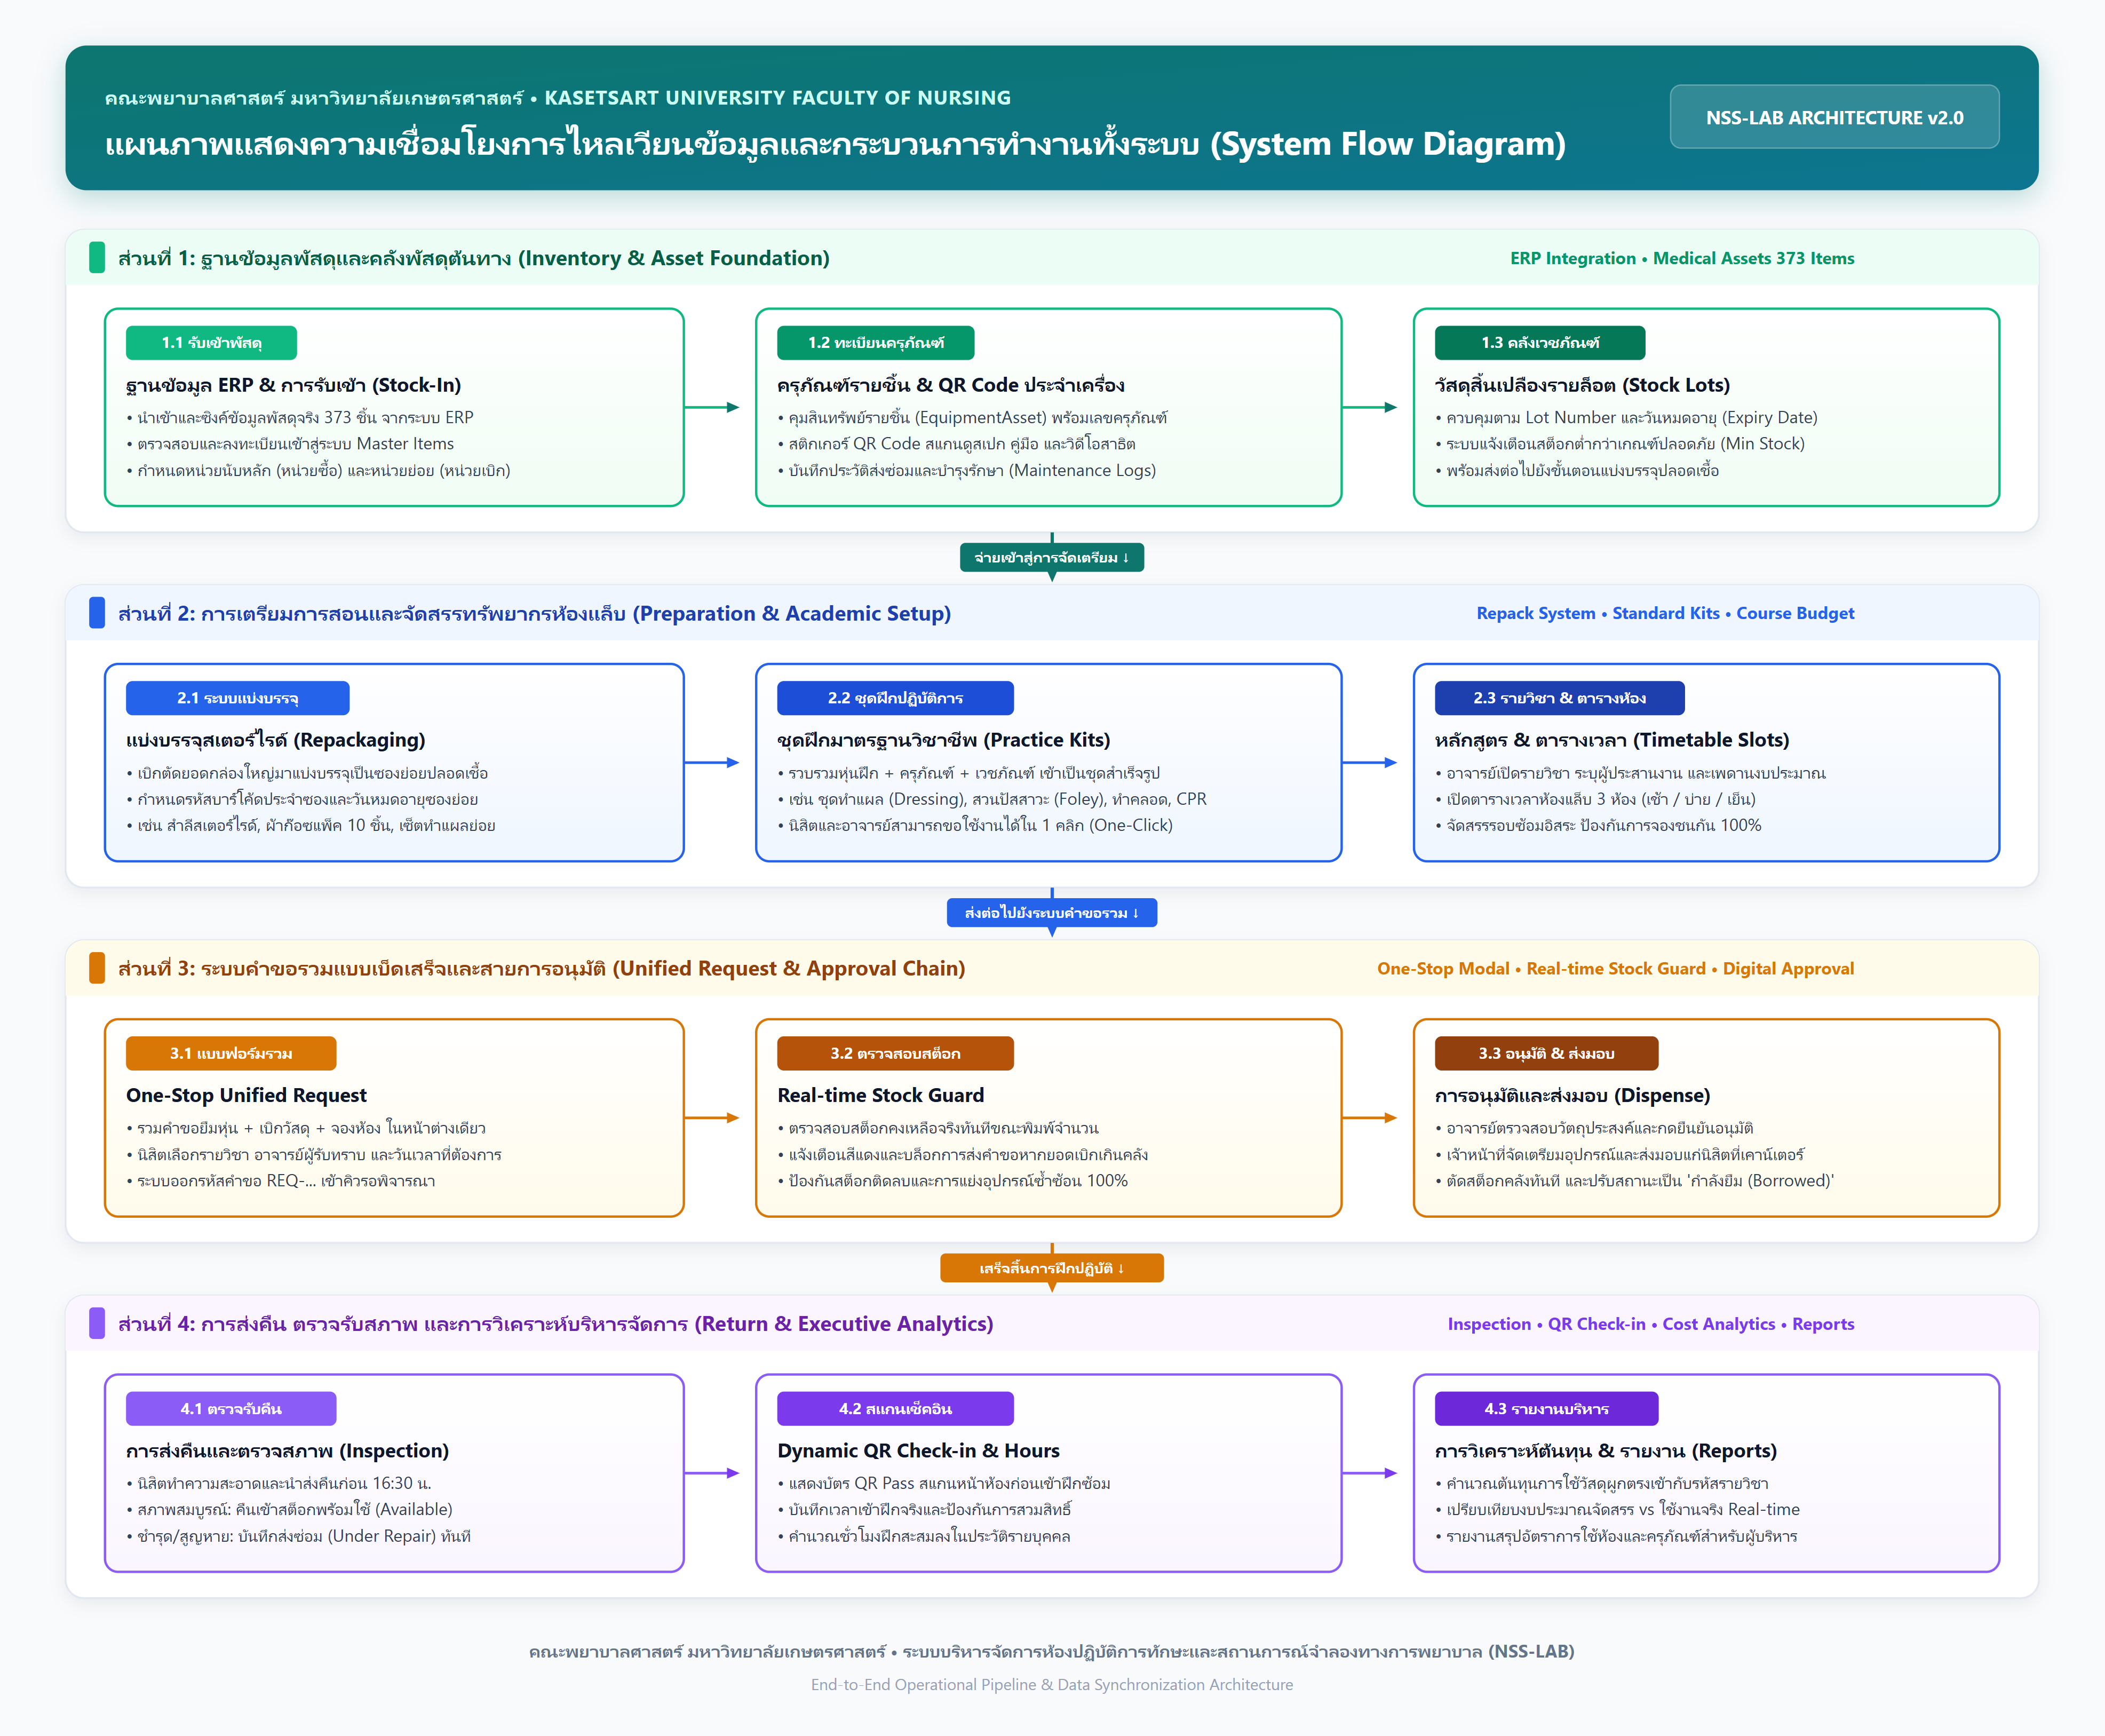 คณะพยาบาลศาสตร์ มหาวิทยาลัยเกษตรศาสตร์ • KASETSART UNIVERSITY FACULTY OF NURSING
แผนภาพแสดงความเชื่อมโยงการไหลเวียนข้อมูลและกระบวนการทำงานทั้งระบบ (System Flow Diagram)
NSS-LAB ARCHITECTURE v2.0
ส่วนที่ 1: ฐานข้อมูลพัสดุและคลังพัสดุต้นทาง (Inventory & Asset Foundation)
ERP Integration • Medical Assets 373 Items
1.1 รับเข้าพัสดุ
ฐานข้อมูล ERP & การรับเข้า (Stock-In)
• นำเข้าและซิงค์ข้อมูลพัสดุจริง 373 ชิ้น จากระบบ ERP
• ตรวจสอบและลงทะเบียนเข้าสู่ระบบ Master Items
• กำหนดหน่วยนับหลัก (หน่วยซื้อ) และหน่วยย่อย (หน่วยเบิก)
1.2 ทะเบียนครุภัณฑ์
ครุภัณฑ์รายชิ้น & QR Code ประจำเครื่อง
• คุมสินทรัพย์รายชิ้น (EquipmentAsset) พร้อมเลขครุภัณฑ์
• สติกเกอร์ QR Code สแกนดูสเปก คู่มือ และวิดีโอสาธิต
• บันทึกประวัติส่งซ่อมและบำรุงรักษา (Maintenance Logs)
1.3 คลังเวชภัณฑ์
วัสดุสิ้นเปลืองรายล็อต (Stock Lots)
• ควบคุมตาม Lot Number และวันหมดอายุ (Expiry Date)
• ระบบแจ้งเตือนสต็อกต่ำกว่าเกณฑ์ปลอดภัย (Min Stock)
• พร้อมส่งต่อไปยังขั้นตอนแบ่งบรรจุปลอดเชื้อ
จ่ายเข้าสู่การจัดเตรียม ↓
ส่วนที่ 2: การเตรียมการสอนและจัดสรรทรัพยากรห้องแล็บ (Preparation & Academic Setup)
Repack System • Standard Kits • Course Budget
2.1 ระบบแบ่งบรรจุ
แบ่งบรรจุสเตอร์ไรด์ (Repackaging)
• เบิกตัดยอดกล่องใหญ่มาแบ่งบรรจุเป็นซองย่อยปลอดเชื้อ
• กำหนดรหัสบาร์โค้ดประจำซองและวันหมดอายุซองย่อย
• เช่น สำลีสเตอร์ไรด์, ผ้าก๊อซแพ็ค 10 ชิ้น, เซ็ตทำแผลย่อย
2.2 ชุดฝึกปฏิบัติการ
ชุดฝึกมาตรฐานวิชาชีพ (Practice Kits)
• รวบรวมหุ่นฝึก + ครุภัณฑ์ + เวชภัณฑ์ เข้าเป็นชุดสำเร็จรูป
• เช่น ชุดทำแผล (Dressing), สวนปัสสาวะ (Foley), ทำคลอด, CPR
• นิสิตและอาจารย์สามารถขอใช้งานได้ใน 1 คลิก (One-Click)
2.3 รายวิชา & ตารางห้อง
หลักสูตร & ตารางเวลา (Timetable Slots)
• อาจารย์เปิดรายวิชา ระบุผู้ประสานงาน และเพดานงบประมาณ
• เปิดตารางเวลาห้องแล็บ 3 ห้อง (เช้า / บ่าย / เย็น)
• จัดสรรรอบซ้อมอิสระ ป้องกันการจองชนกัน 100%
ส่งต่อไปยังระบบคำขอรวม ↓
ส่วนที่ 3: ระบบคำขอรวมแบบเบ็ดเสร็จและสายการอนุมัติ (Unified Request & Approval Chain)
One-Stop Modal • Real-time Stock Guard • Digital Approval
3.1 แบบฟอร์มรวม
One-Stop Unified Request
• รวมคำขอยืมหุ่น + เบิกวัสดุ + จองห้อง ในหน้าต่างเดียว
• นิสิตเลือกรายวิชา อาจารย์ผู้รับทราบ และวันเวลาที่ต้องการ
• ระบบออกรหัสคำขอ REQ-... เข้าคิวรอพิจารณา
3.2 ตรวจสอบสต็อก
Real-time Stock Guard
• ตรวจสอบสต็อกคงเหลือจริงทันทีขณะพิมพ์จำนวน
• แจ้งเตือนสีแดงและบล็อกการส่งคำขอหากยอดเบิกเกินคลัง
• ป้องกันสต็อกติดลบและการแย่งอุปกรณ์ซ้ำซ้อน 100%
3.3 อนุมัติ & ส่งมอบ
การอนุมัติและส่งมอบ (Dispense)
• อาจารย์ตรวจสอบวัตถุประสงค์และกดยืนยันอนุมัติ
• เจ้าหน้าที่จัดเตรียมอุปกรณ์และส่งมอบแก่นิสิตที่เคาน์เตอร์
• ตัดสต็อกคลังทันที และปรับสถานะเป็น 'กำลังยืม (Borrowed)'
เสร็จสิ้นการฝึกปฏิบัติ ↓
ส่วนที่ 4: การส่งคืน ตรวจรับสภาพ และการวิเคราะห์บริหารจัดการ (Return & Executive Analytics)
Inspection • QR Check-in • Cost Analytics • Reports
4.1 ตรวจรับคืน
การส่งคืนและตรวจสภาพ (Inspection)
• นิสิตทำความสะอาดและนำส่งคืนก่อน 16:30 น.
• สภาพสมบูรณ์: คืนเข้าสต็อกพร้อมใช้ (Available)
• ชำรุด/สูญหาย: บันทึกส่งซ่อม (Under Repair) ทันที
4.2 สแกนเช็คอิน
Dynamic QR Check-in & Hours
• แสดงบัตร QR Pass สแกนหน้าห้องก่อนเข้าฝึกซ้อม
• บันทึกเวลาเข้าฝึกจริงและป้องกันการสวมสิทธิ์
• คำนวณชั่วโมงฝึกสะสมลงในประวัติรายบุคคล
4.3 รายงานบริหาร
การวิเคราะห์ต้นทุน & รายงาน (Reports)
• คำนวณต้นทุนการใช้วัสดุผูกตรงเข้ากับรหัสรายวิชา
• เปรียบเทียบงบประมาณจัดสรร vs ใช้งานจริง Real-time
• รายงานสรุปอัตราการใช้ห้องและครุภัณฑ์สำหรับผู้บริหาร
คณะพยาบาลศาสตร์ มหาวิทยาลัยเกษตรศาสตร์ • ระบบบริหารจัดการห้องปฏิบัติการทักษะและสถานการณ์จำลองทางการพยาบาล (NSS-LAB)
End-to-End Operational Pipeline & Data Synchronization Architecture